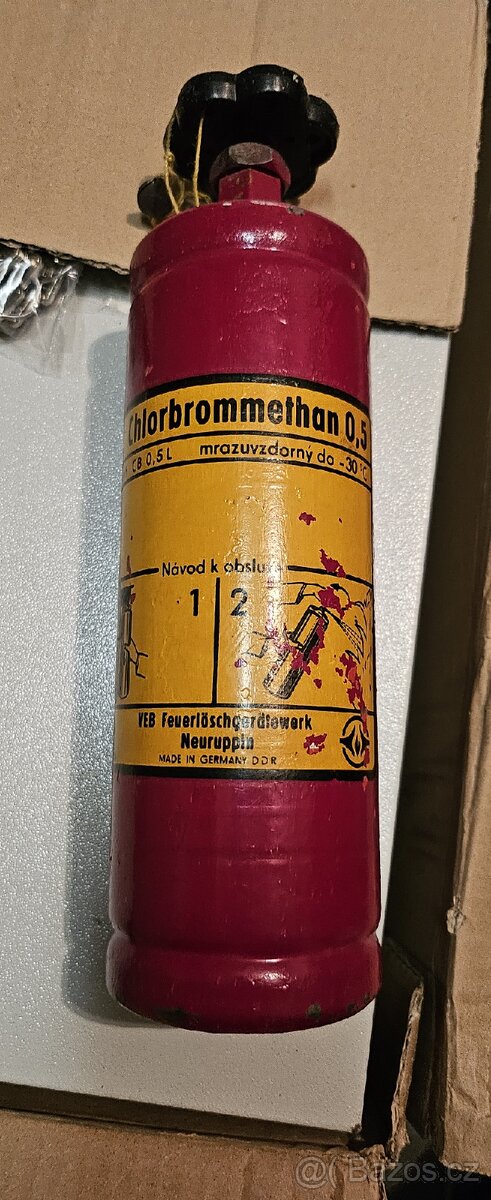 Chlorbrommethan 0,5
CB 0,5 L mrazuvzdorný do -30 °C
Návod k obsluze
1 2
VEB Feuerlöschgerätewerk
Neuruppin
MADE IN GERMANY DDR
@ Bazos.cz